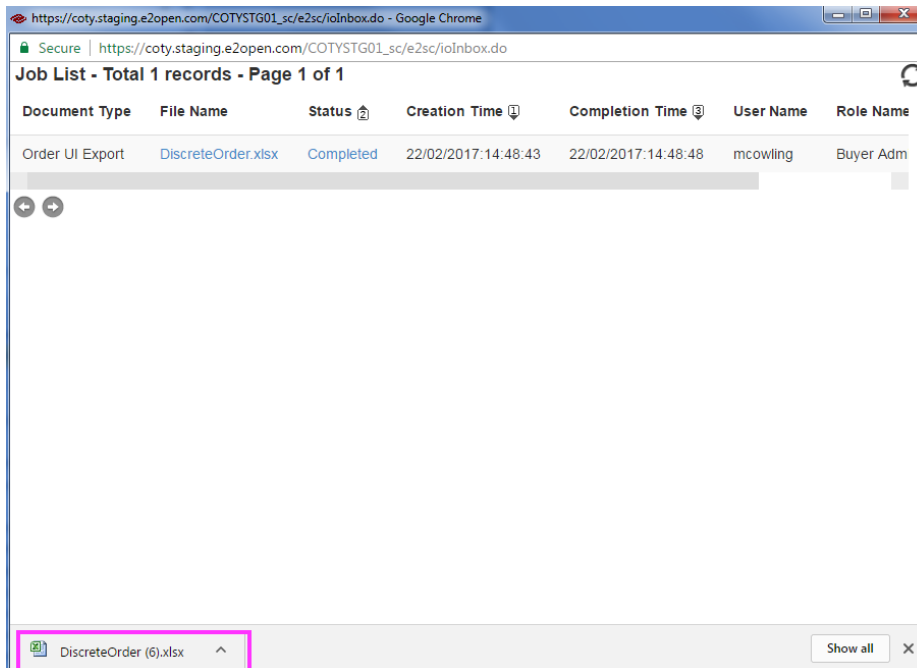 https://coty.staging.e2open.com/COTYSTG01_sc/e2sc/ioInbox.do - Google Chrome
Secure | https://coty.staging.e2open.com/COTYSTG01_sc/e2sc/ioInbox.do
Job List - Total 1 records - Page 1 of 1
Document Type File Name Status 2 Creation Time 1 Completion Time 3 User Name Role Name
Order UI Export DiscreteOrder.xlsx Completed 22/02/2017:14:48:43 22/02/2017:14:48:48 mcowling Buyer Adm
DiscreteOrder (6).xlsx Show all